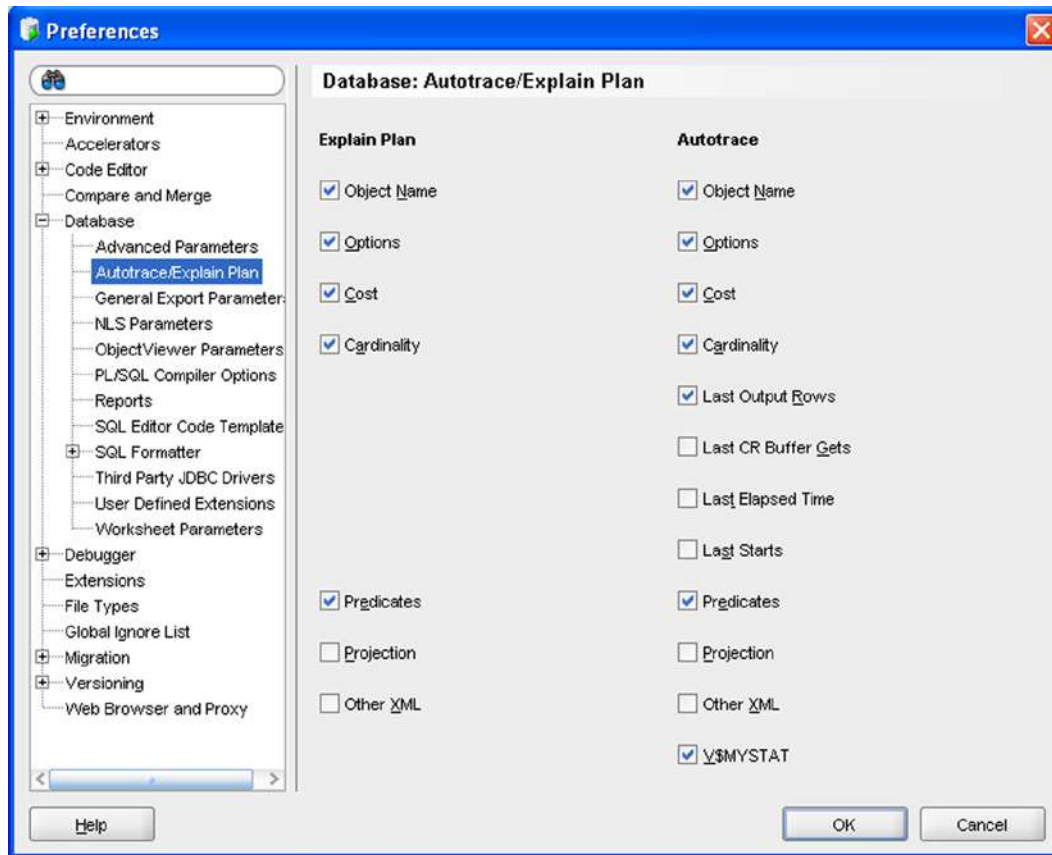 Preferences
Environment
Accelerators
Code Editor
Compare and Merge
Database
Advanced Parameters
Autotrace/Explain Plan
General Export Parameter
NLS Parameters
ObjectViewer Parameters
PL/SQL Compiler Options
Reports
SQL Editor Code Template
SQL Formatter
Third Party JDBC Drivers
User Defined Extensions
Worksheet Parameters
Debugger
Extensions
File Types
Global Ignore List
Migration
Versioning
Web Browser and Proxy
Database: Autotrace/Explain Plan
Explain Plan
Object Name
Options
Cost
Cardinality
Predicates
Projection
Other XML
Autotrace
Object Name
Options
Cost
Cardinality
Last Output Rows
Last CR Buffer Gets
Last Elapsed Time
Last Starts
Predicates
Projection
Other XML
V$MYSTAT
Help
OK
Cancel